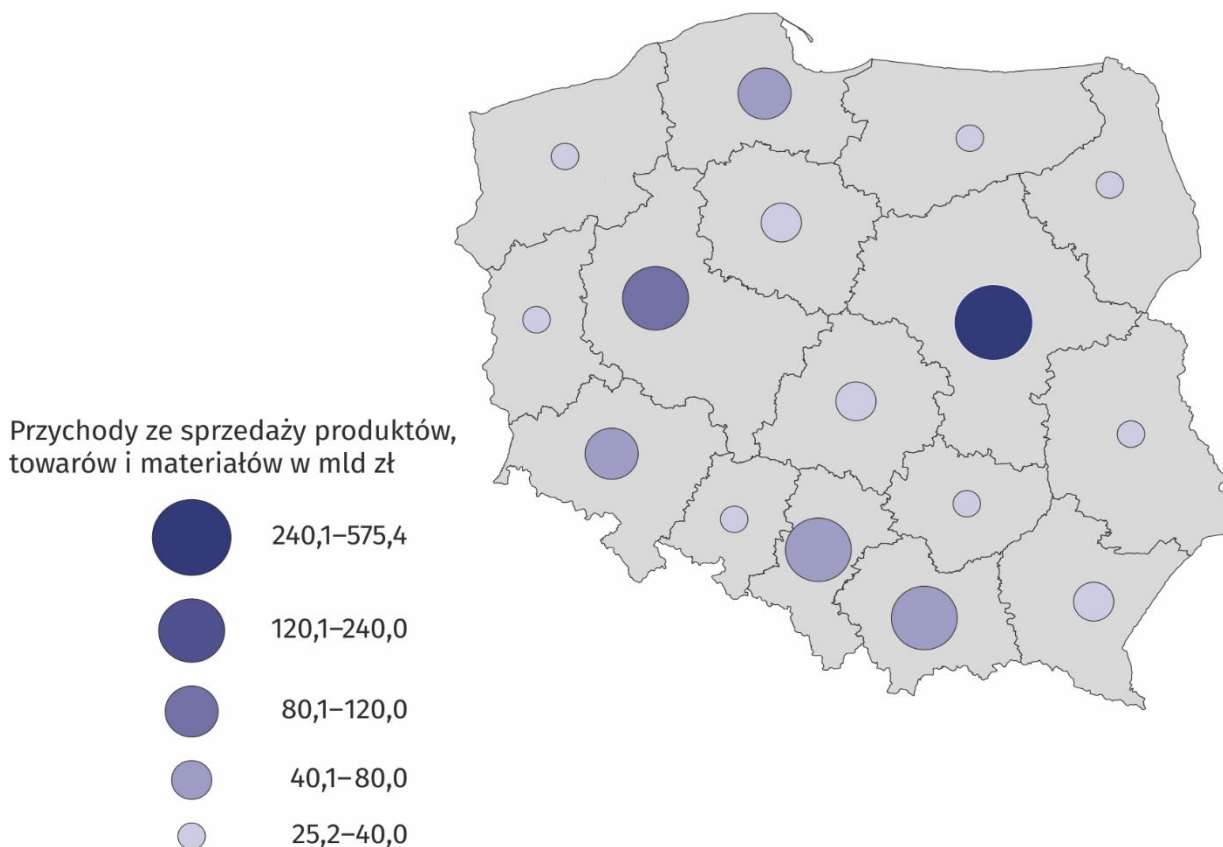 Przychody ze sprzedaży produktów,
towarów i materiałów w mld zł
240,1–575,4
120,1–240,0
80,1–120,0
40,1–80,0
25,2–40,0